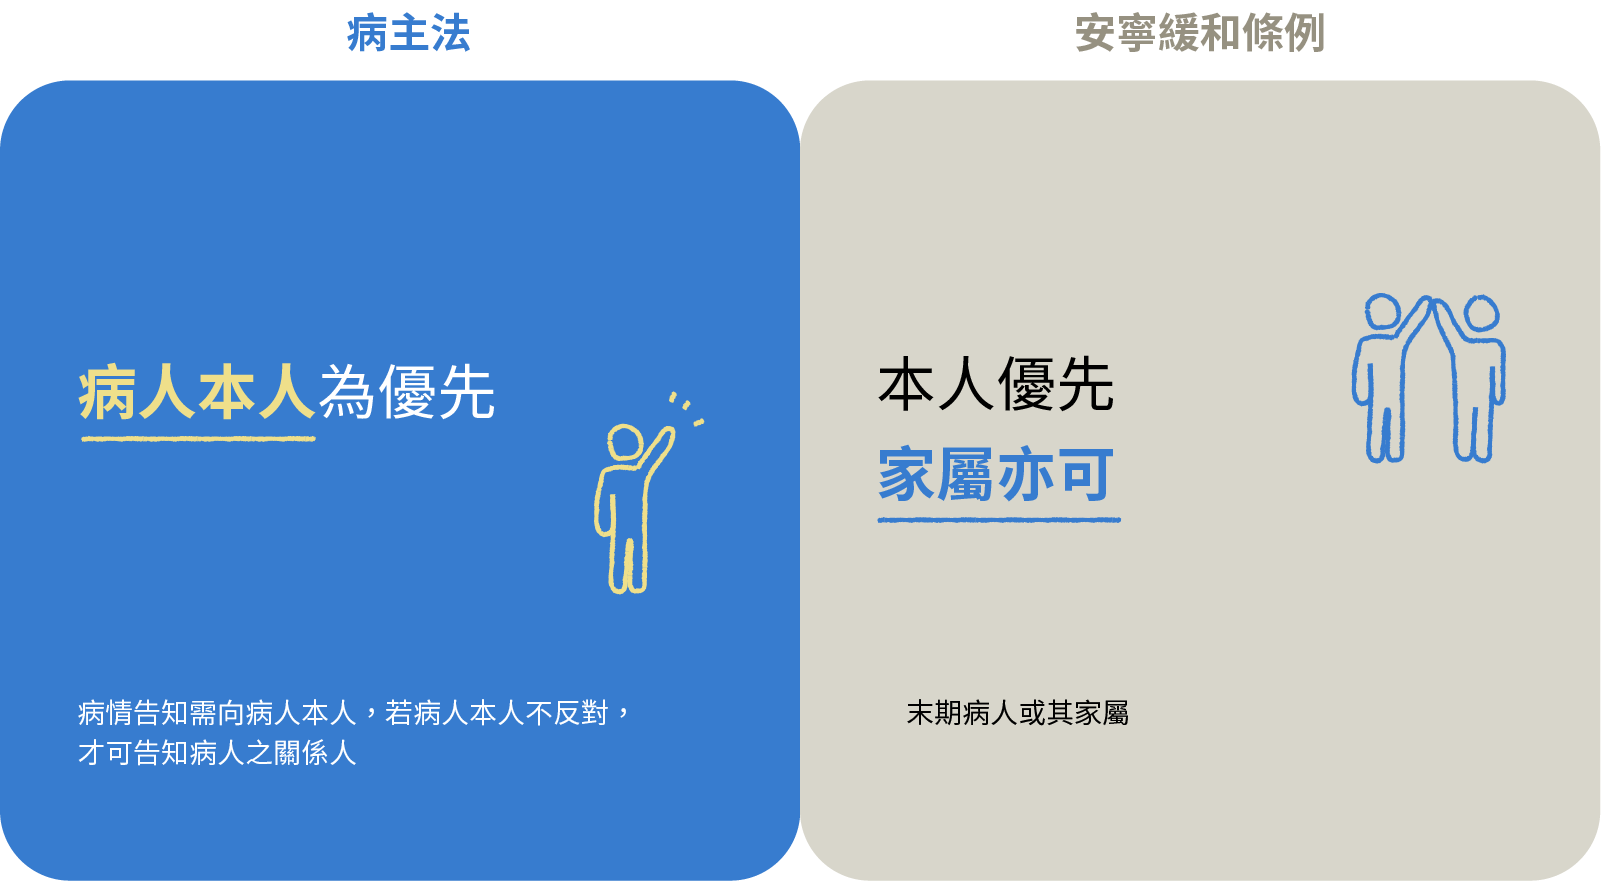 病主法
病人本人為優先
病情告知需向病人本人，若病人本人不反對，
才可告知病人之關係人
安寧緩和條例
本人優先
家屬亦可
末期病人或其家屬